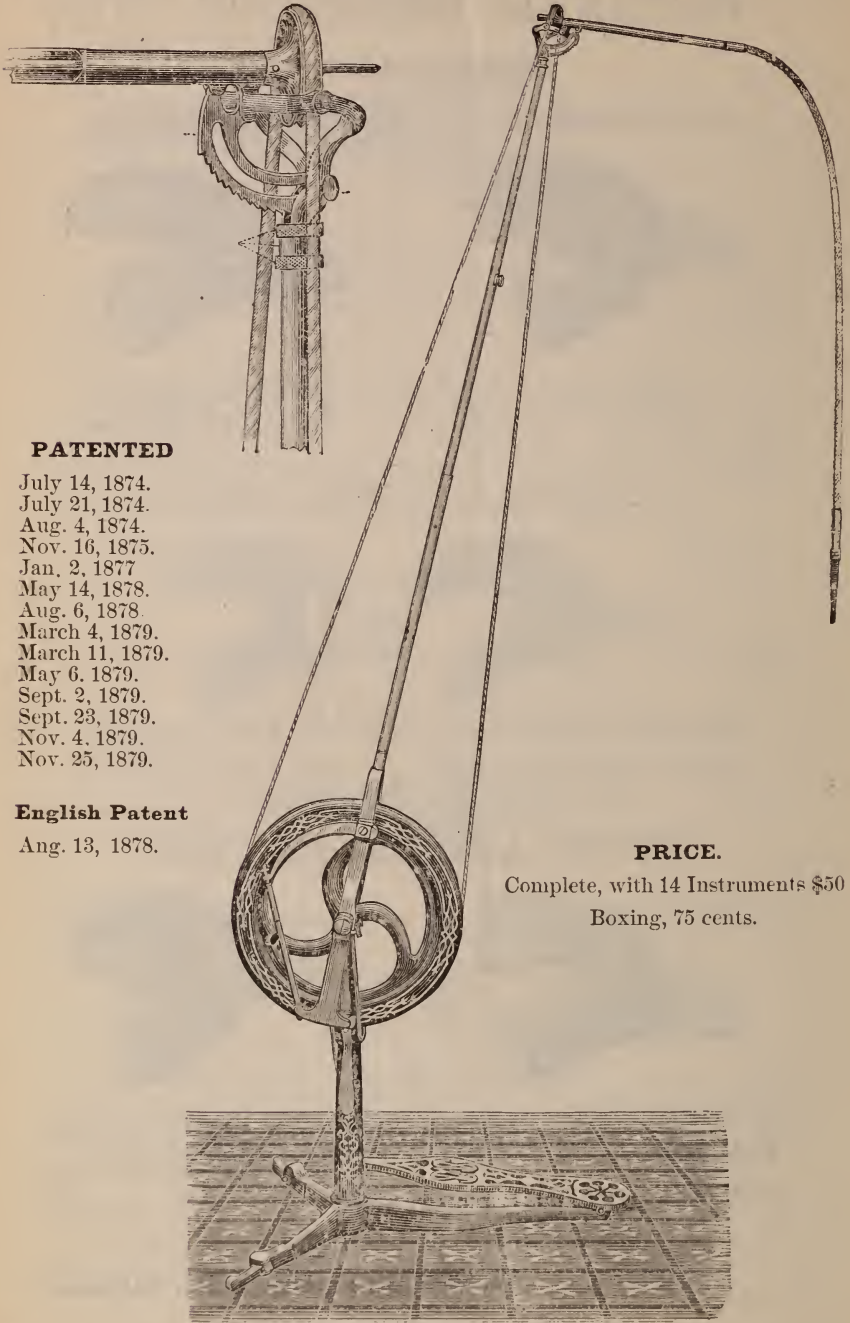 PATENTED
July 14, 1874.
July 21, 1874.
Aug. 4, 1874.
Nov. 16, 1875.
Jan. 2, 1877
May 14, 1878.
Aug. 6, 1878.
March 4, 1879.
March 11, 1879.
May 6. 1879.
Sept. 2, 1879.
Sept. 23, 1879.
Nov. 4, 1879.
Nov. 25, 1879.
English Patent
Aug. 13, 1878.
PRICE.
Complete, with 14 Instruments $50
Boxing, 75 cents.